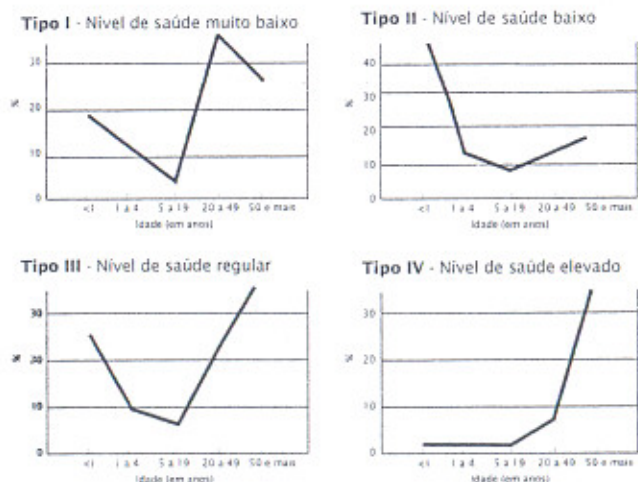 Tipo I - Nível de saúde muito baixo
30
20
10
0
%
<1 1 a 4 5 a 19 20 a 49 50 e mais
Idade (em anos)
Tipo II - Nível de saúde baixo
40
30
20
10
0
%
<1 1 a 4 5 a 19 20 a 49 50 e mais
Idade (em anos)
Tipo III - Nível de saúde regular
30
20
10
0
%
<1 1 a 4 5 a 19 20 a 49 50 e mais
Idade (em anos)
Tipo IV - Nível de saúde elevado
30
20
10
0
%
<1 1 a 4 5 a 19 20 a 49 50 e mais
Idade (em anos)